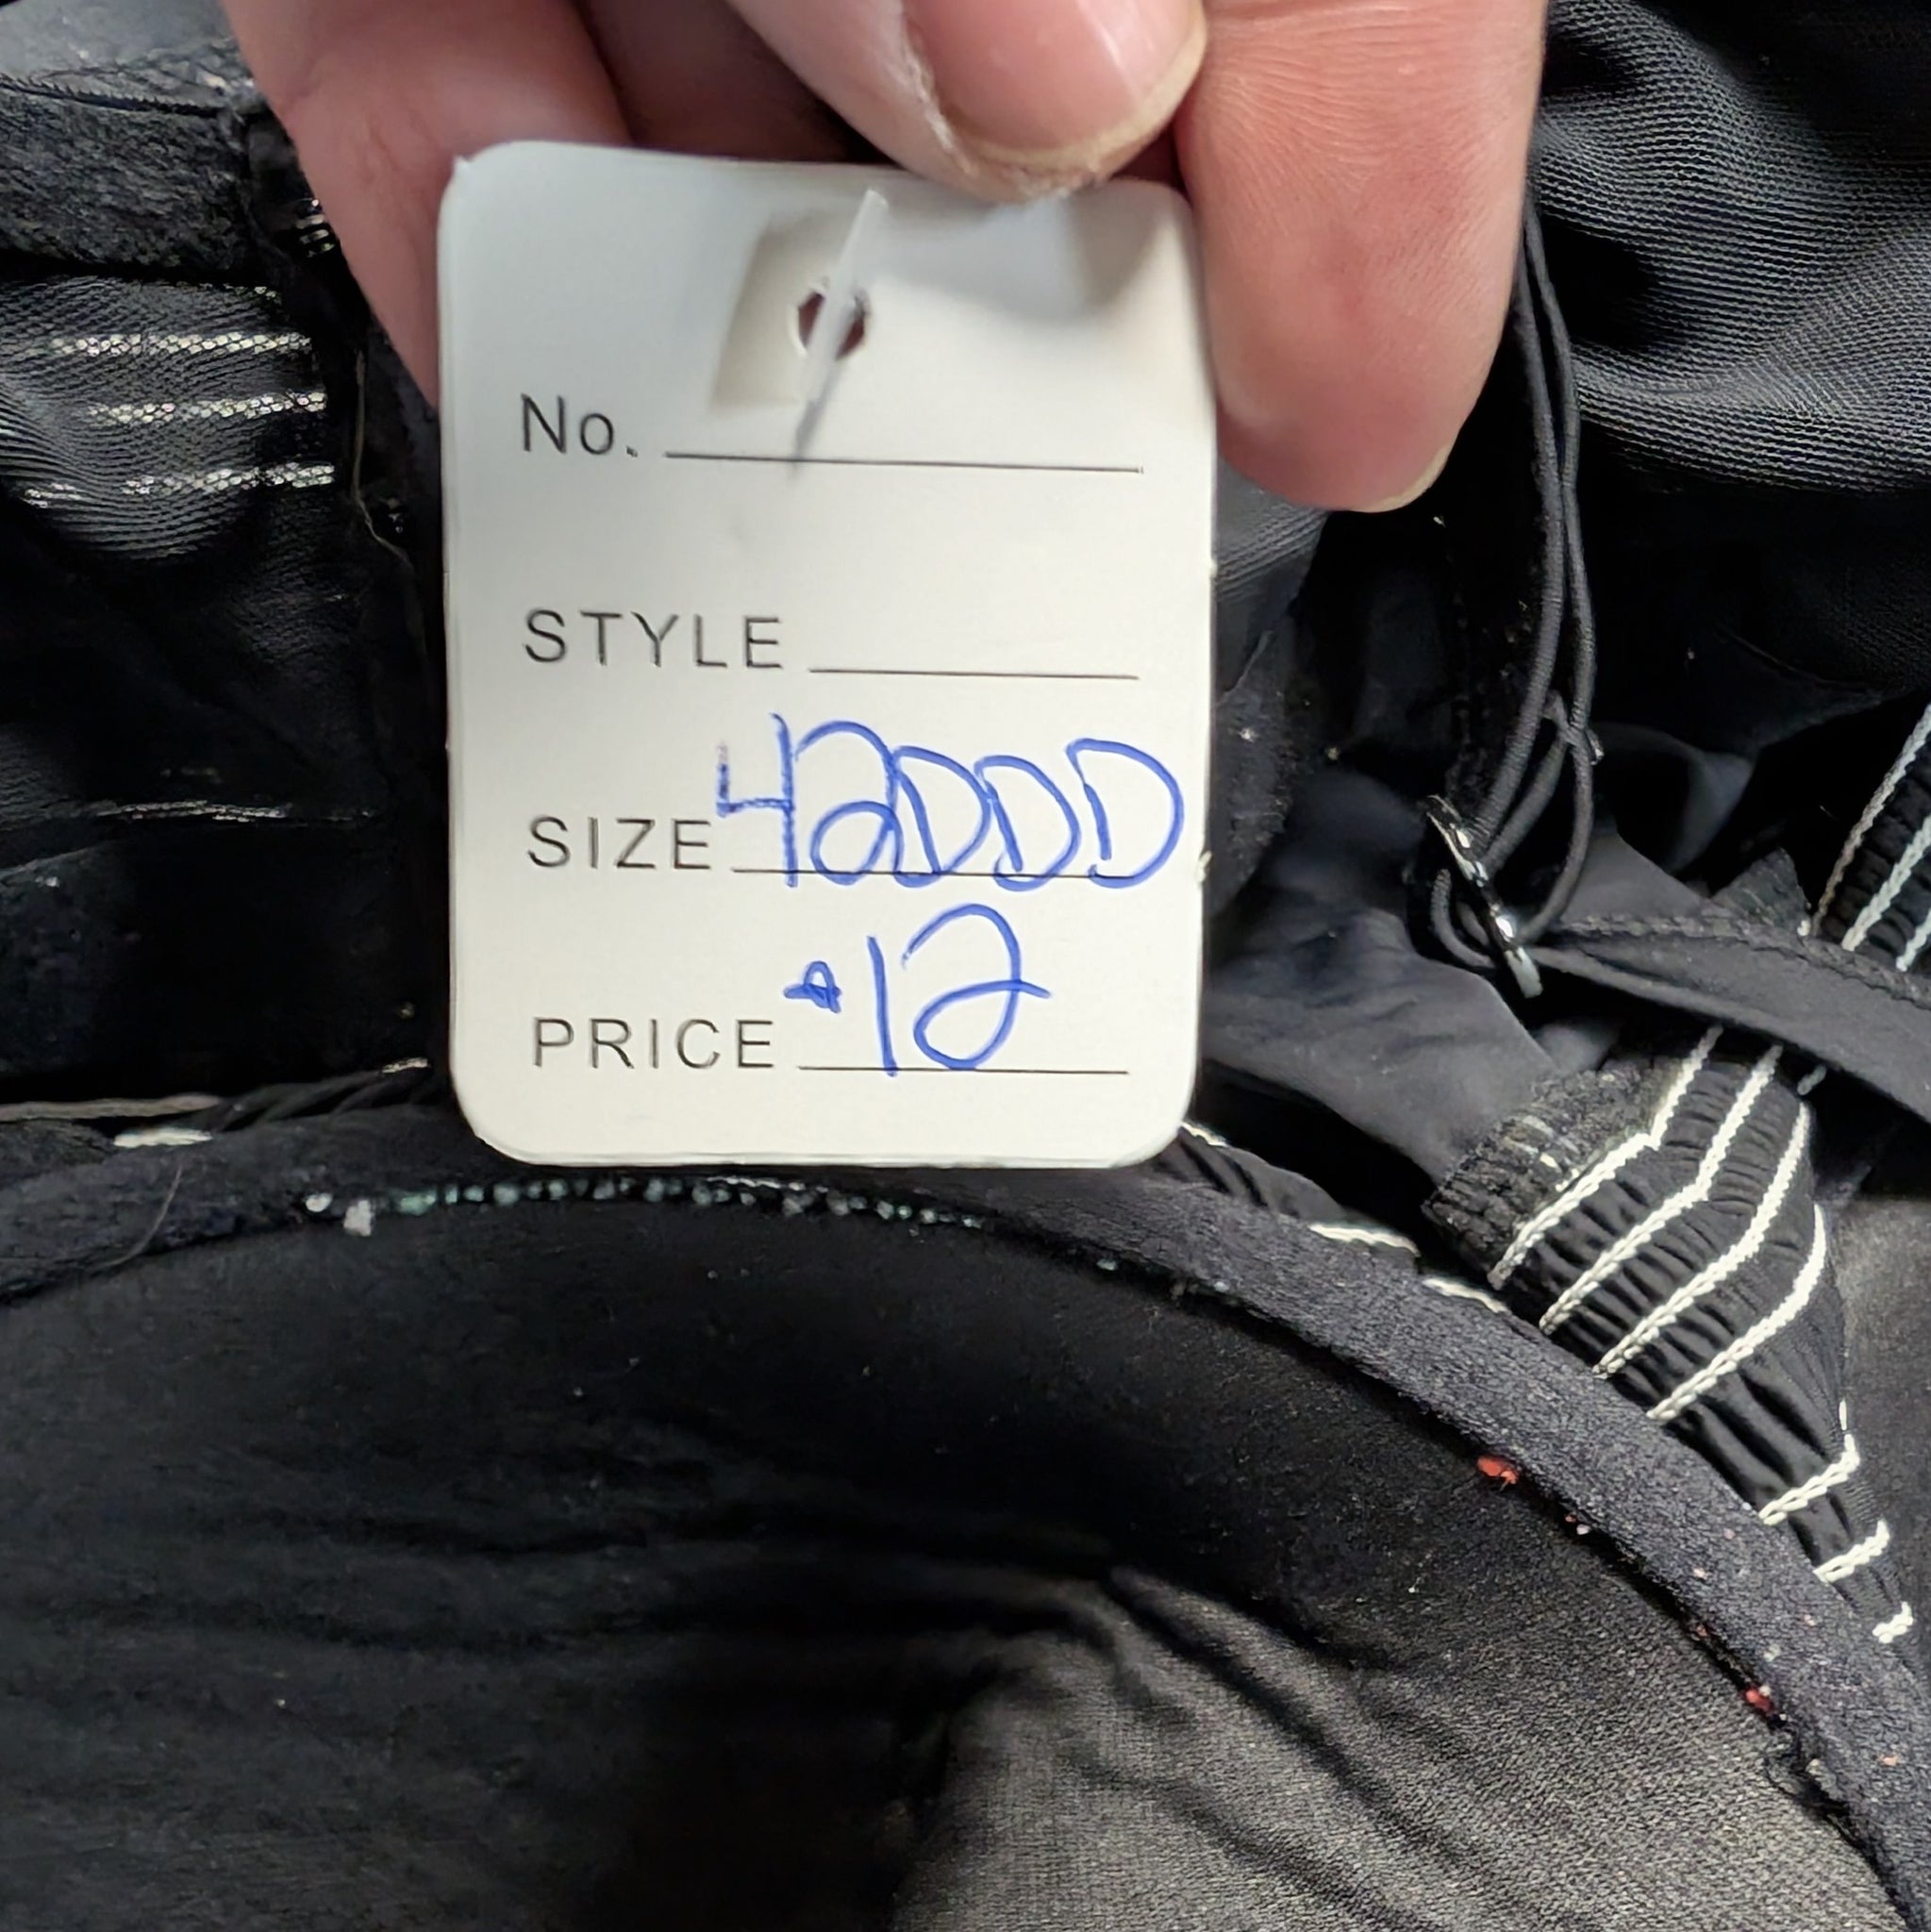 No.
STYLE
SIZE 42DDD
PRICE $12